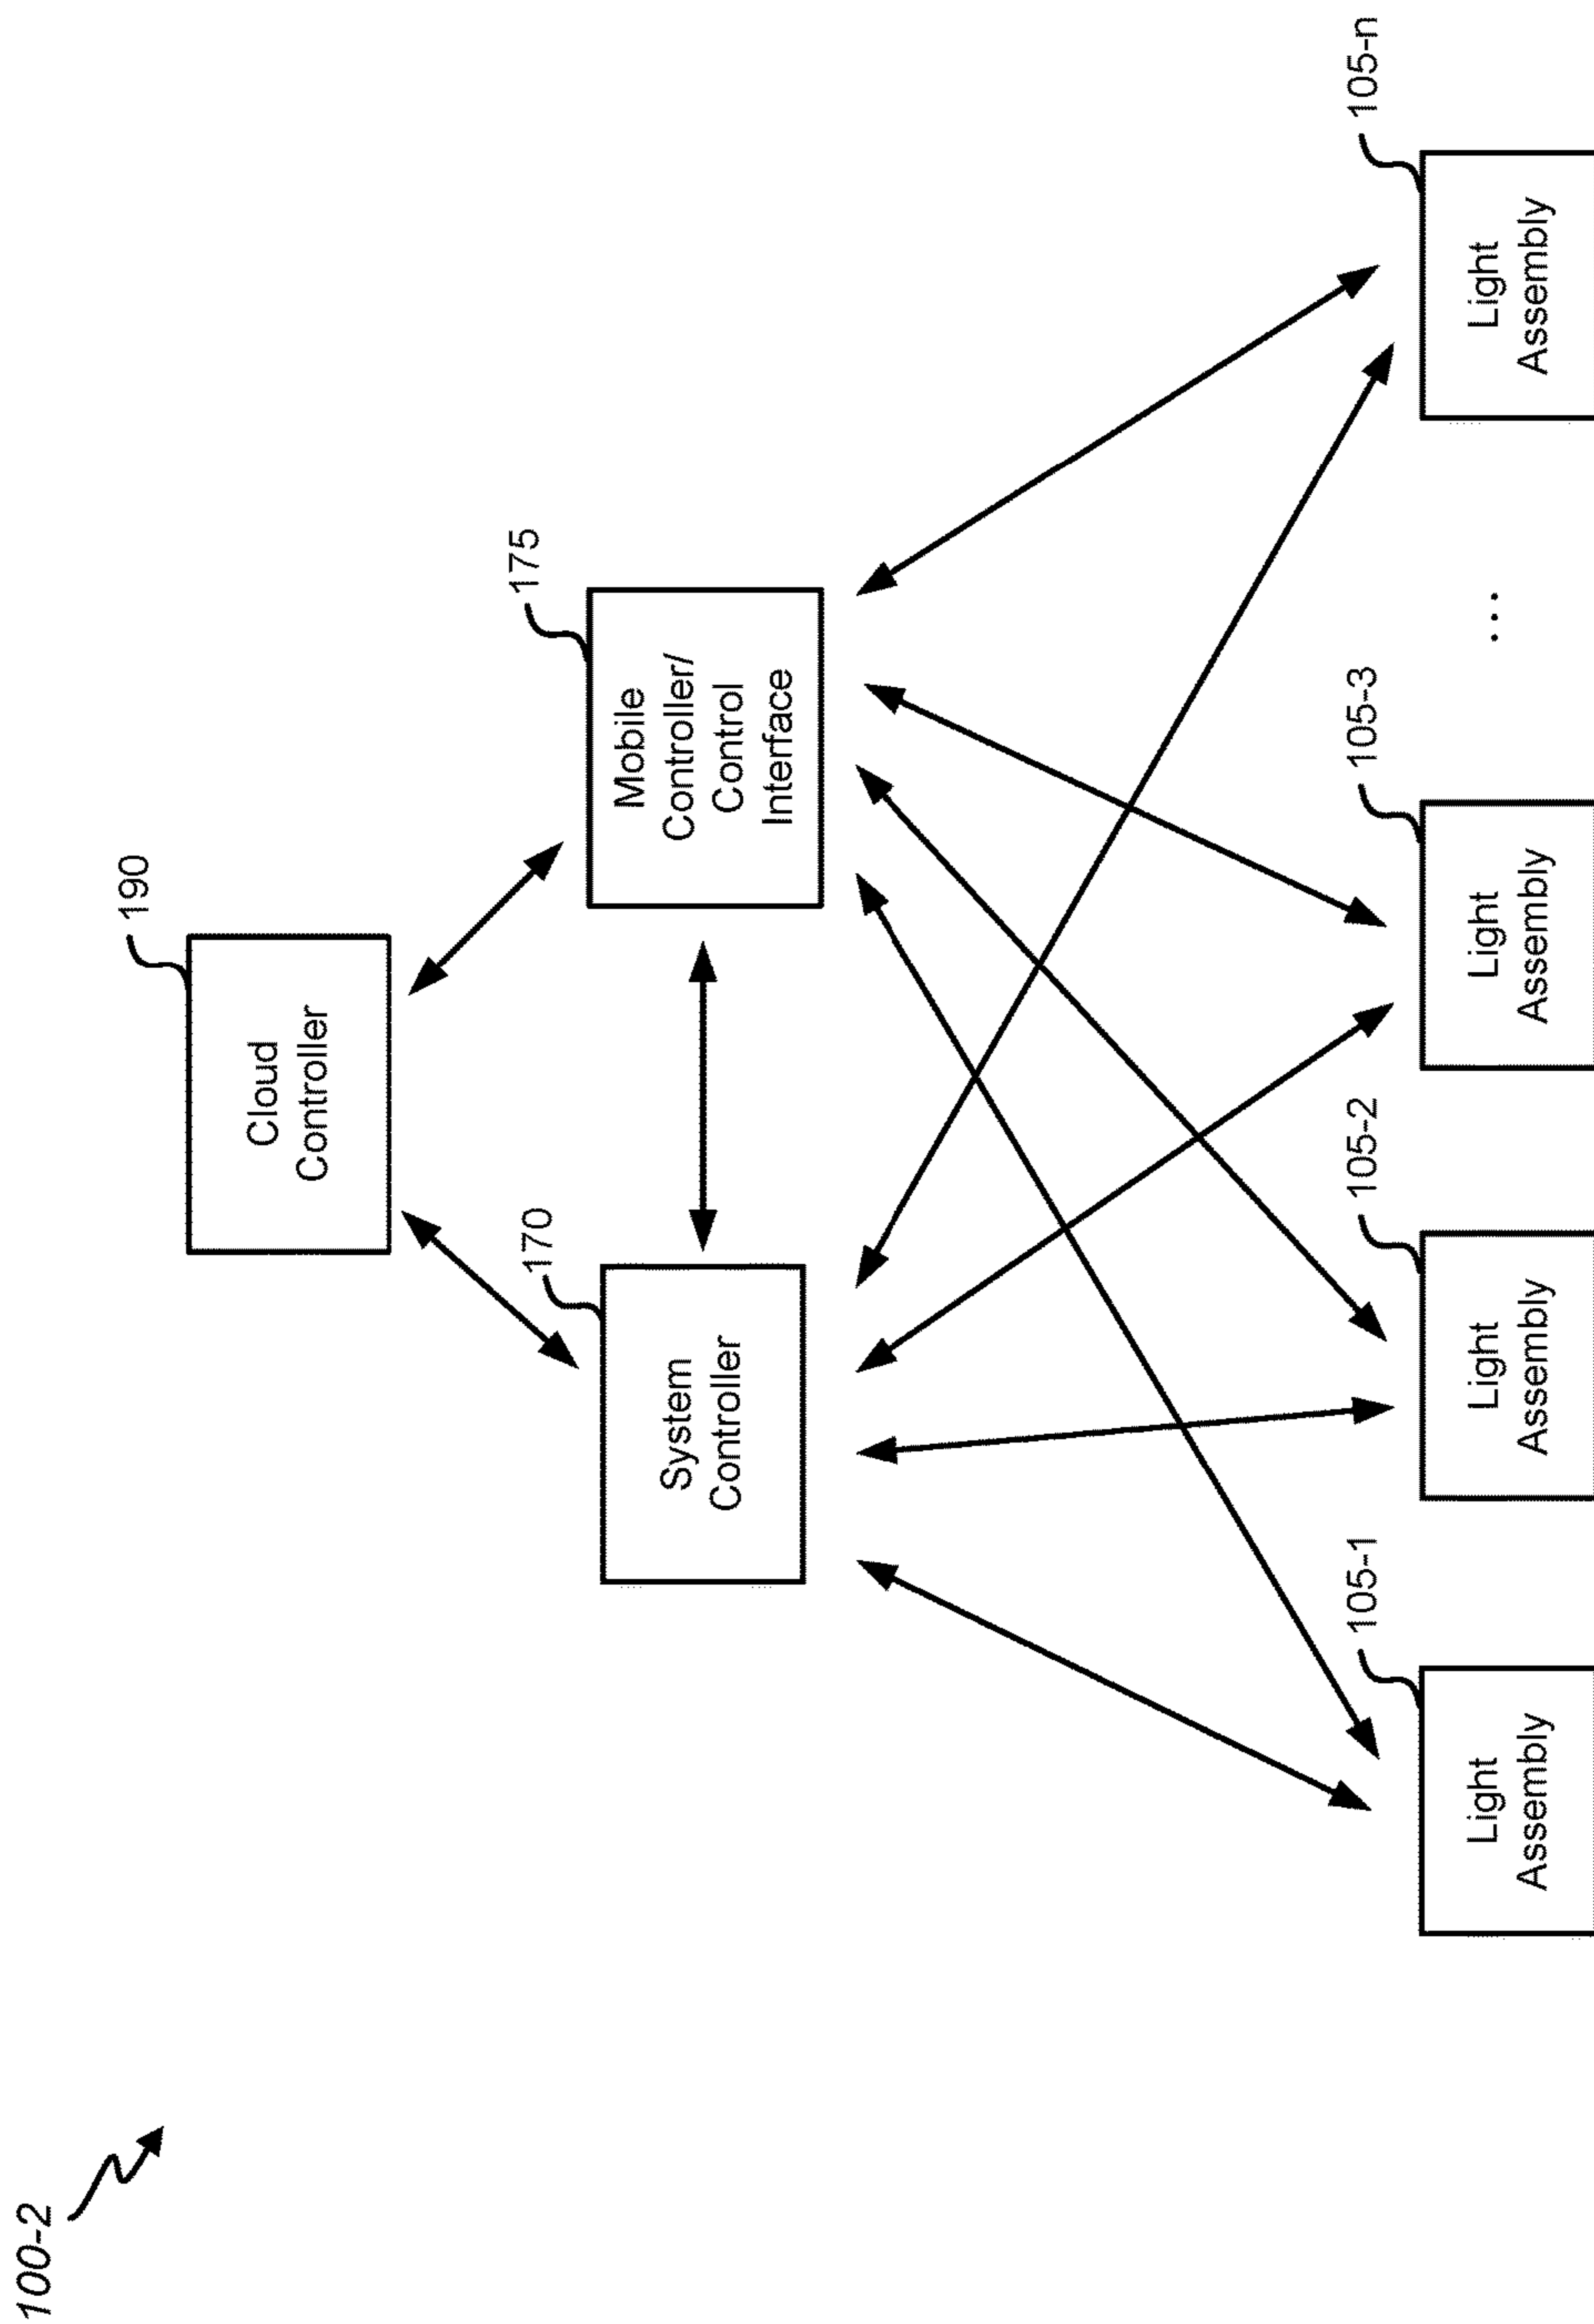 100-2
190
Cloud
Controller
170
System
Controller
175
Mobile
Controller/
Control
Interface
105-1
Light
Assembly
105-2
Light
Assembly
105-3
Light
Assembly
...
105-n
Light
Assembly